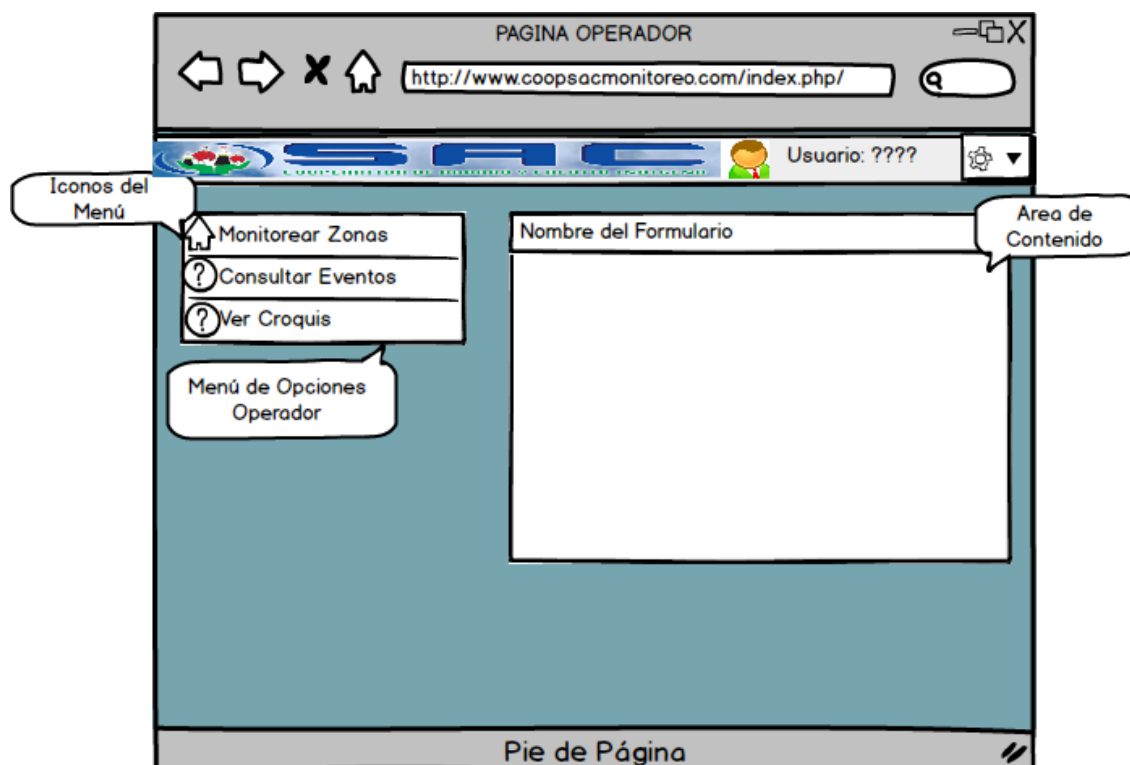 PAGINA OPERADOR
http://www.coopsacmonitoreo.com/index.php/
SAC
Usuario: ????
Iconos del
Menú
Monitorear Zonas
Consultar Eventos
Ver Croquis
Menú de Opciones
Operador
Nombre del Formulario
Area de
Contenido
Pie de Página